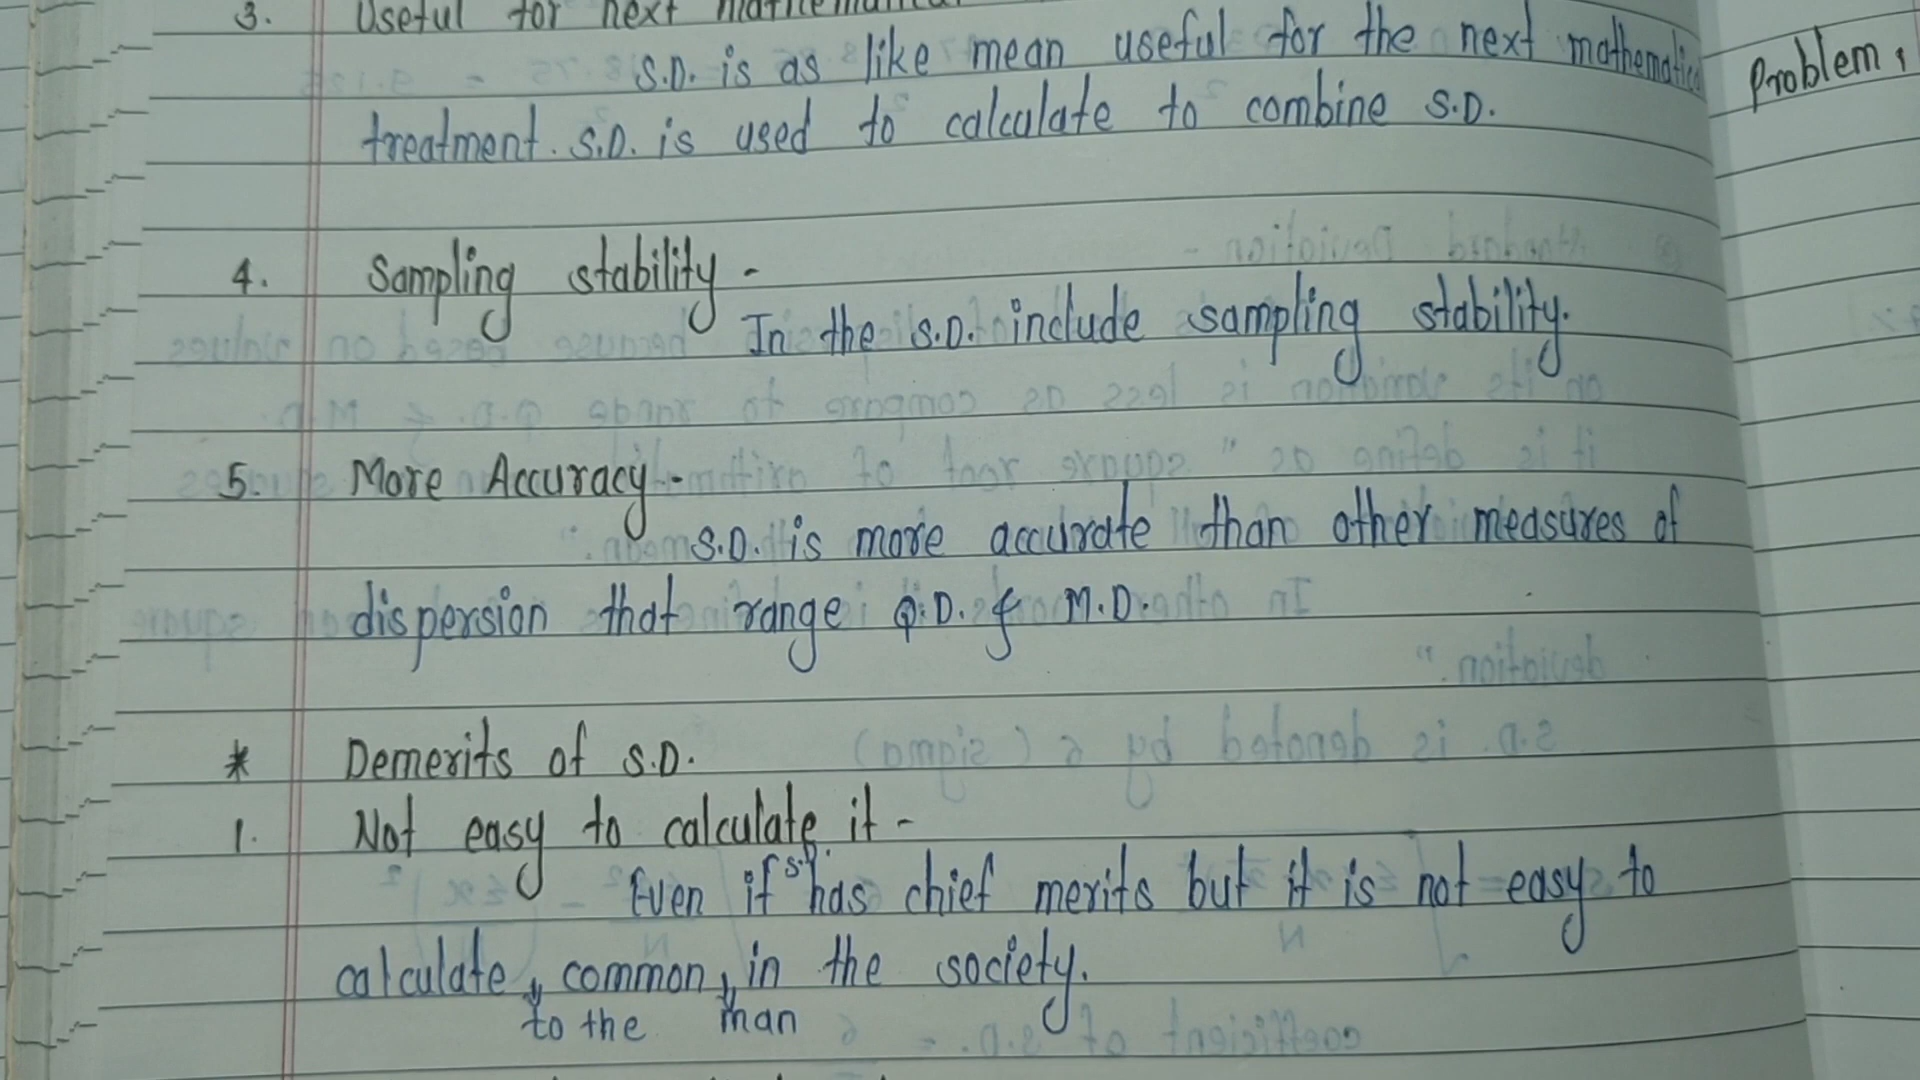 3. Useful for next mathematical
S.D. is as like mean useful for the next mathematical
treatment. S.D. is used to calculate to combine S.D.
4. Sampling stability -
In the S.D. include sampling stability.
5. More Accuracy -
S.D. is more accurate than other measures of
dispersion that range Q.D. & M.D.
* Demerits of S.D.
1. Not easy to calculate it -
Even if S.D. has chief merits but it is not easy to
calculate to the common man in the society.
Problem